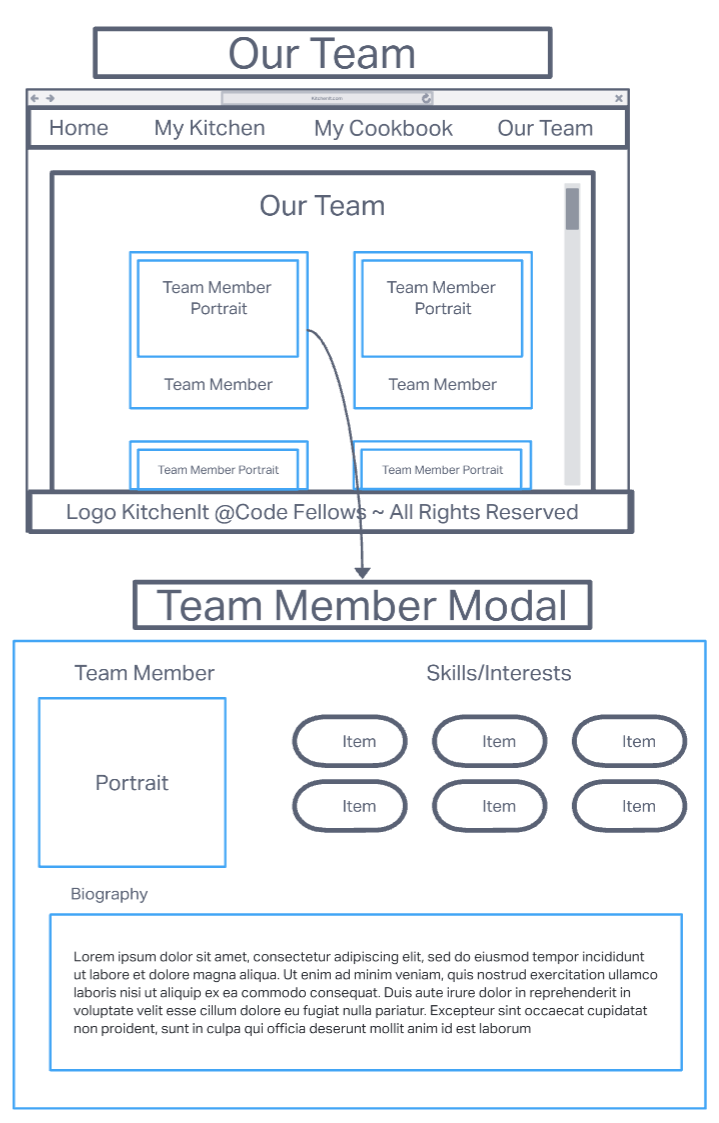 Our Team
kitchenit.com
Home My Kitchen My Cookbook Our Team
Our Team
Team Member Team Member
Portrait Portrait
Team Member Team Member
Team Member Portrait Team Member Portrait
Logo KitchenIt @Code Fellows ~ All Rights Reserved
Team Member Modal
Team Member Skills/Interests
Item Item Item
Portrait
Item Item Item
Biography
Lorem ipsum dolor sit amet, consectetur adipiscing elit, sed do eiusmod tempor incididunt
ut labore et dolore magna aliqua. Ut enim ad minim veniam, quis nostrud exercitation ullamco
laboris nisi ut aliquip ex ea commodo consequat. Duis aute irure dolor in reprehenderit in
voluptate velit esse cillum dolore eu fugiat nulla pariatur. Excepteur sint occaecat cupidatat
non proident, sunt in culpa qui officia deserunt mollit anim id est laborum